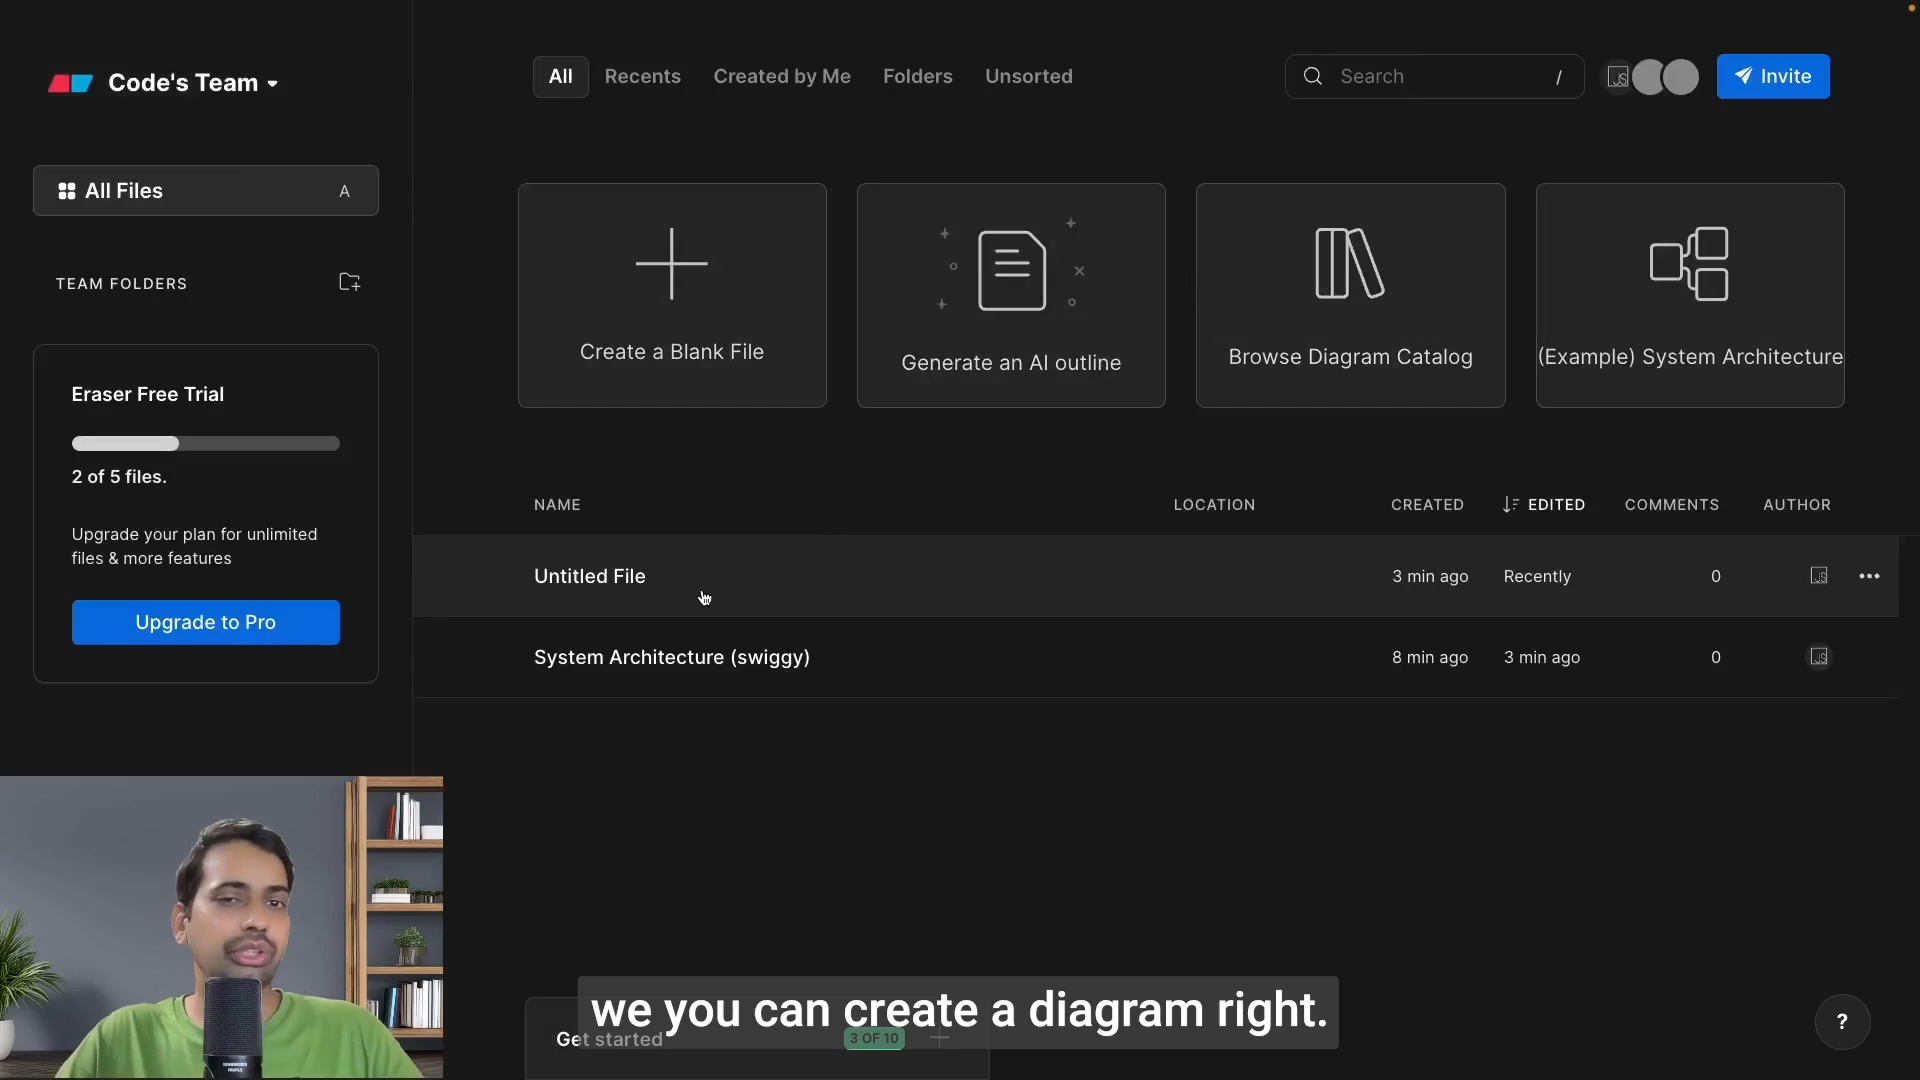 Code's Team
All Recents Created by Me Folders Unsorted
Search /
Invite
All Files A
TEAM FOLDERS
Eraser Free Trial
2 of 5 files.
Upgrade your plan for unlimited
files & more features
Upgrade to Pro
Create a Blank File
Generate an AI outline
Browse Diagram Catalog
(Example) System Architecture
NAME LOCATION CREATED EDITED COMMENTS AUTHOR
Untitled File 3 min ago Recently 0
System Architecture (swiggy) 8 min ago 3 min ago 0
we you can create a diagram right.
Get started 3 OF 10
?